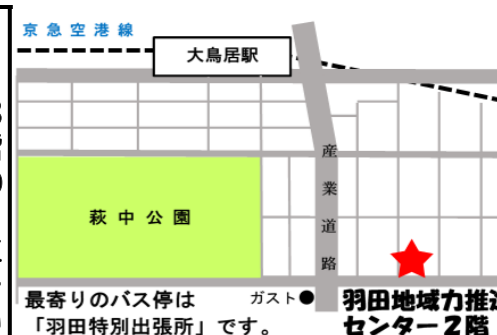 京急空港線
大鳥居駅
産業道路
萩中公園
最寄りのバス停は
「羽田特別出張所」です。
ガスト
羽田地域力推進
センター2階